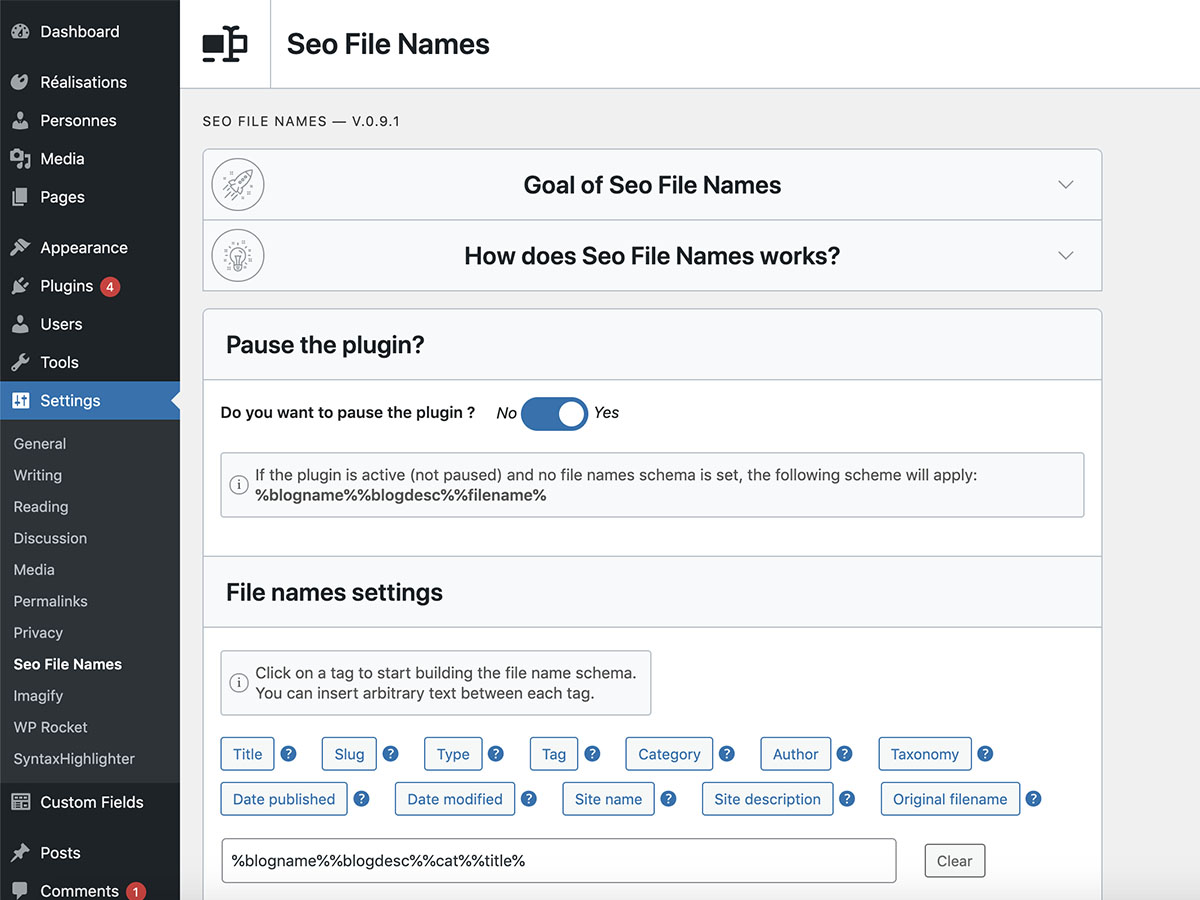 Dashboard
Réalisations
Personnes
Media
Pages
Appearance
Plugins 4
Users
Tools
Settings
General
Writing
Reading
Discussion
Media
Permalinks
Privacy
Seo File Names
Imagify
WP Rocket
SyntaxHighlighter
Custom Fields
Posts
Comments 1
Seo File Names
SEO FILE NAMES — V.0.9.1
Goal of Seo File Names
How does Seo File Names works?
Pause the plugin?
Do you want to pause the plugin ? No Yes
If the plugin is active (not paused) and no file names schema is set, the following scheme will apply:
%blogname%%blogdesc%%filename%
File names settings
Click on a tag to start building the file name schema.
You can insert arbitrary text between each tag.
Title ? Slug ? Type ? Tag ? Category ? Author ? Taxonomy ?
Date published ? Date modified ? Site name ? Site description ? Original filename ?
%blogname%%blogdesc%%cat%%title% Clear